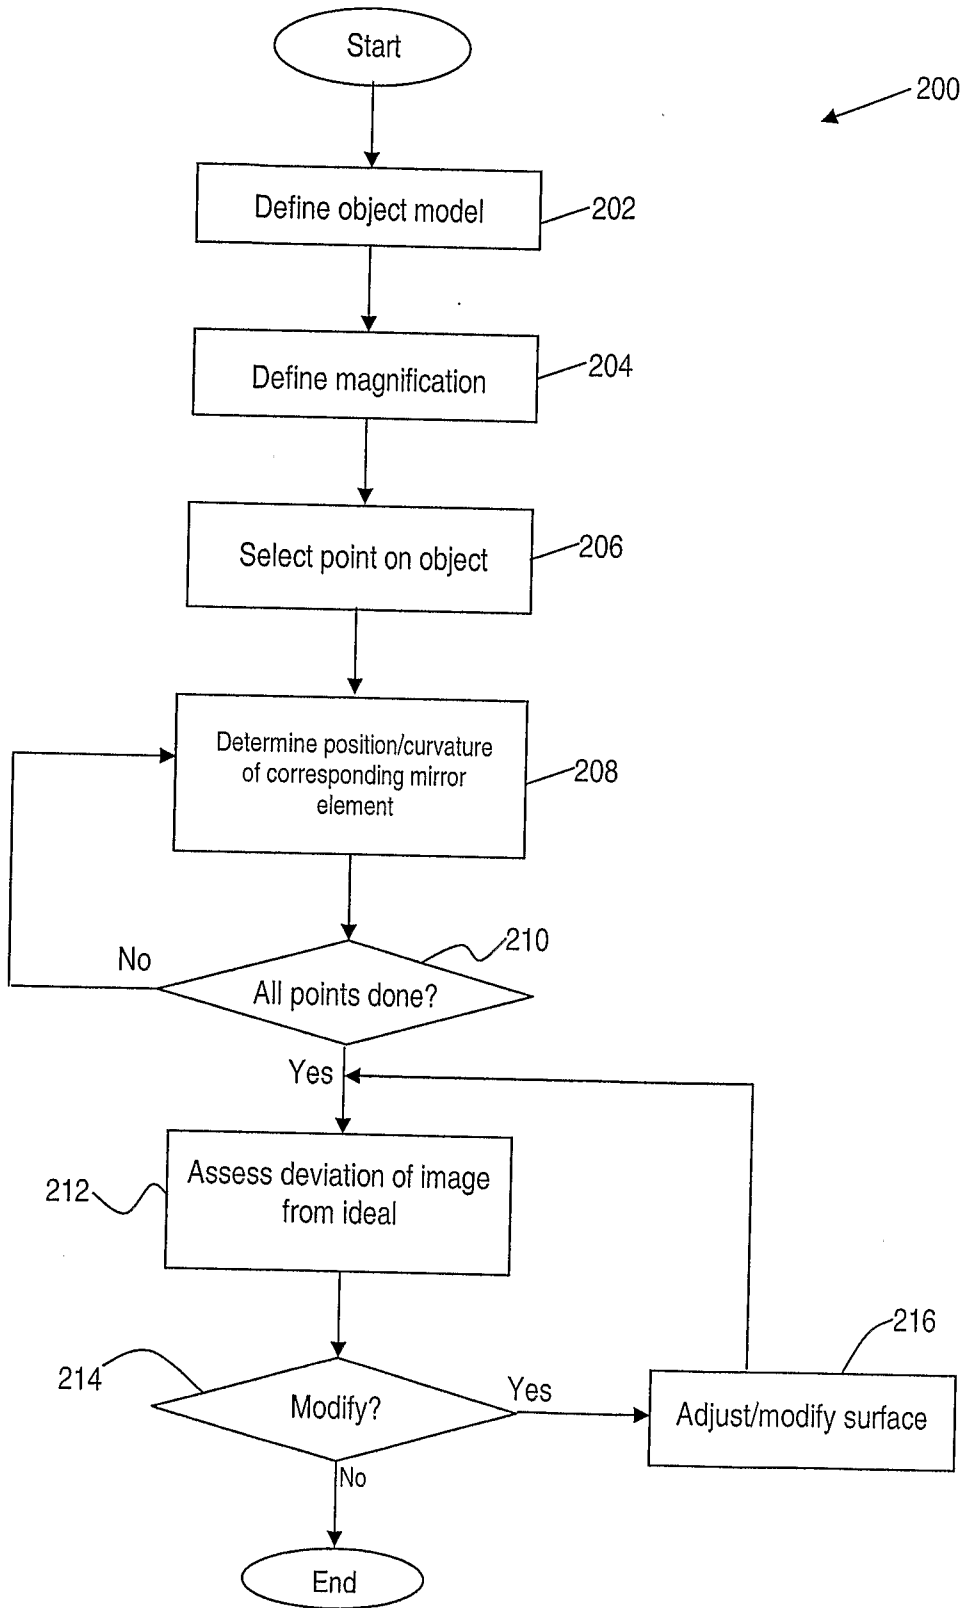 Start
200
Define object model
202
Define magnification
204
Select point on object
206
Determine position/curvature
of corresponding mirror
element
208
210
No
All points done?
Yes
Assess deviation of image
from ideal
212
216
214
Modify?
Yes
Adjust/modify surface
No
End